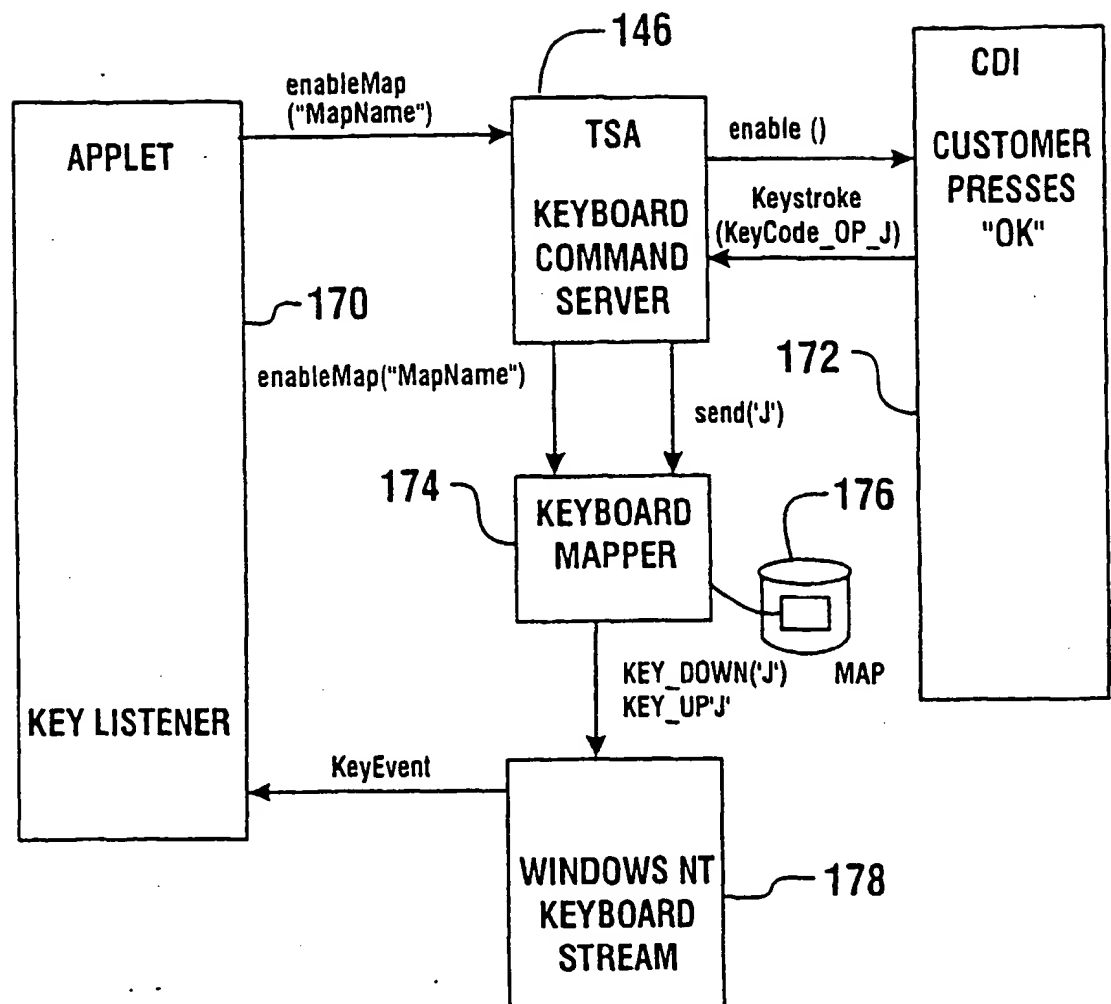 146
enableMap
("MapName")
APPLET
TSA
KEYBOARD
COMMAND
SERVER
enable ()
Keystroke
(KeyCode_OP_J)
CDI
CUSTOMER
PRESSES
"OK"
170
172
enableMap("MapName")
send('J')
174
KEYBOARD
MAPPER
176
MAP
KEY_DOWN('J')
KEY_UP'J'
KEY LISTENER
KeyEvent
WINDOWS NT
KEYBOARD
STREAM
178